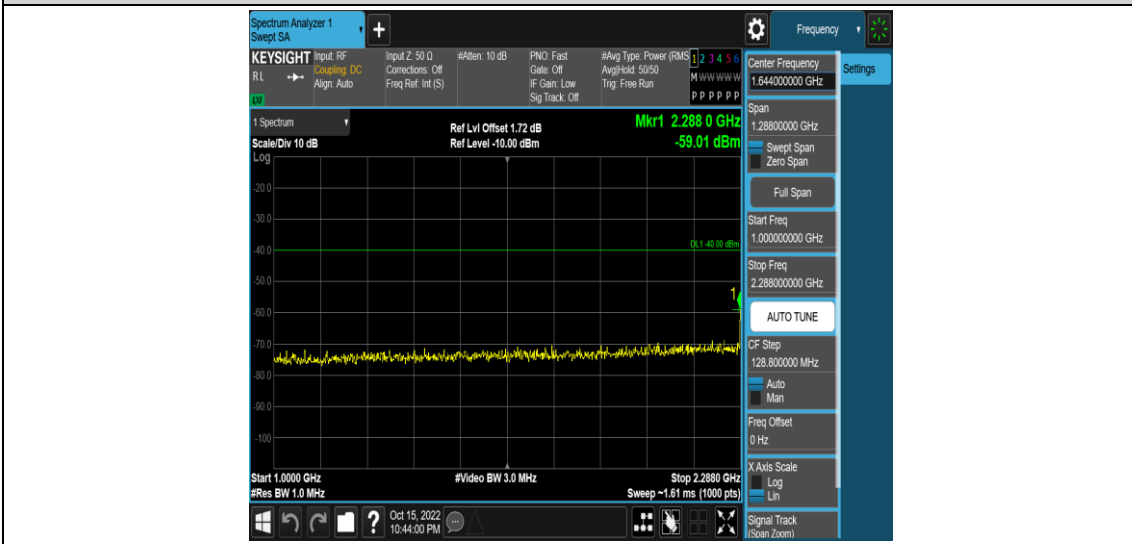 Spectrum Analyzer 1
Swept SA
+
Frequency
KEYSIGHT
R L
LXI
Input: RF
Coupling: DC
Align: Auto
Input Z: 50 Ω
Corrections: Off
Freq Ref: Int (S)
#Atten: 10 dB
PNO: Fast
Gate: Off
IF Gain: Low
Sig Track: Off
#Avg Type: Power (RMS
Avg|Hold: 50/50
Trig: Free Run
1 2 3 4 5 6
M W W W W W
P P P P P P
1 Spectrum
Scale/Div 10 dB
Log
Ref Lvl Offset 1.72 dB
Ref Level -10.00 dBm
Mkr1 2.288 0 GHz
-59.01 dBm
-20.0
-30.0
-40.0
DL1 -40.00 dBm
-50.0
1
-60.0
-70.0
-80.0
-90.0
-100
Start 1.0000 GHz
#Res BW 1.0 MHz
#Video BW 3.0 MHz
Stop 2.2880 GHz
Sweep ~1.61 ms (1000 pts)
?
Oct 15, 2022
10:44:00 PM
Center Frequency
1.644000000 GHz
Settings
Span
1.28800000 GHz
Swept Span
Zero Span
Full Span
Start Freq
1.000000000 GHz
Stop Freq
2.288000000 GHz
AUTO TUNE
CF Step
128.800000 MHz
Auto
Man
Freq Offset
0 Hz
X Axis Scale
Log
Lin
Signal Track
(Span Zoom)